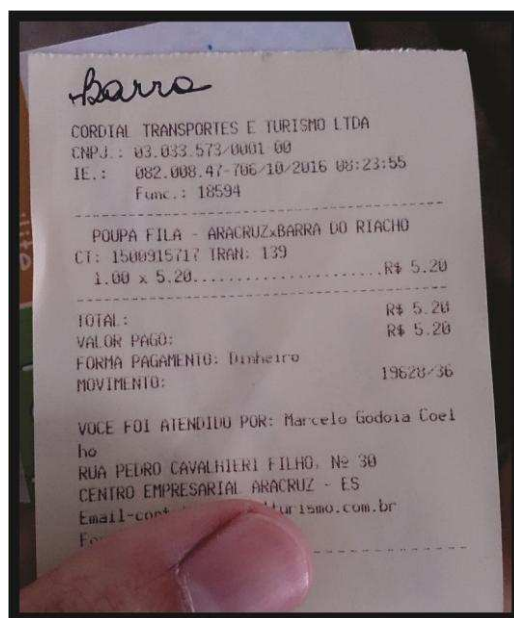 Barra
CORDIAL TRANSPORTES E TURISMO LTDA
CNPJ.: 03.033.573/0001-00
IE.: 082.008.47-706/10/2016 08:23:55
Func.: 18594
POUPA FILA - ARACRUZxBARRA DO RIACHO
CT: 1500915717 TRAN: 139
1.00 x 5.20......................R$ 5.20
TOTAL: R$ 5.20
VALOR PAGO: R$ 5.20
FORMA PAGAMENTO: Dinheiro
MOVIMENTO: 19628/36
VOCE FOI ATENDIDO POR: Marcelo Godoia Coel
ho
RUA PEDRO CAVALHIERI FILHO, Nº 30
CENTRO EMPRESARIAL ARACRUZ - ES
turismo.com.br